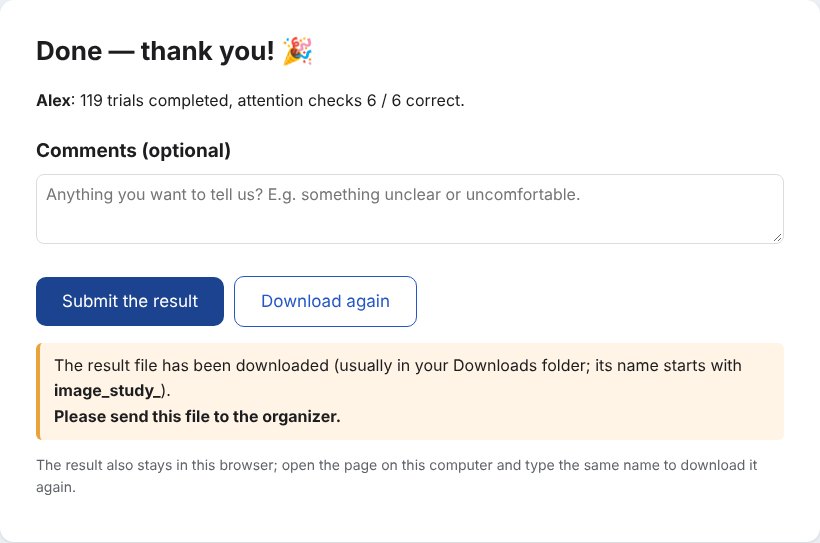 Done — thank you! 🎉
Alex: 119 trials completed, attention checks 6 / 6 correct.
Comments (optional)
Anything you want to tell us? E.g. something unclear or uncomfortable.
Submit the result
Download again
The result file has been downloaded (usually in your Downloads folder; its name starts with
image_study_).
Please send this file to the organizer.
The result also stays in this browser; open the page on this computer and type the same name to download it
again.